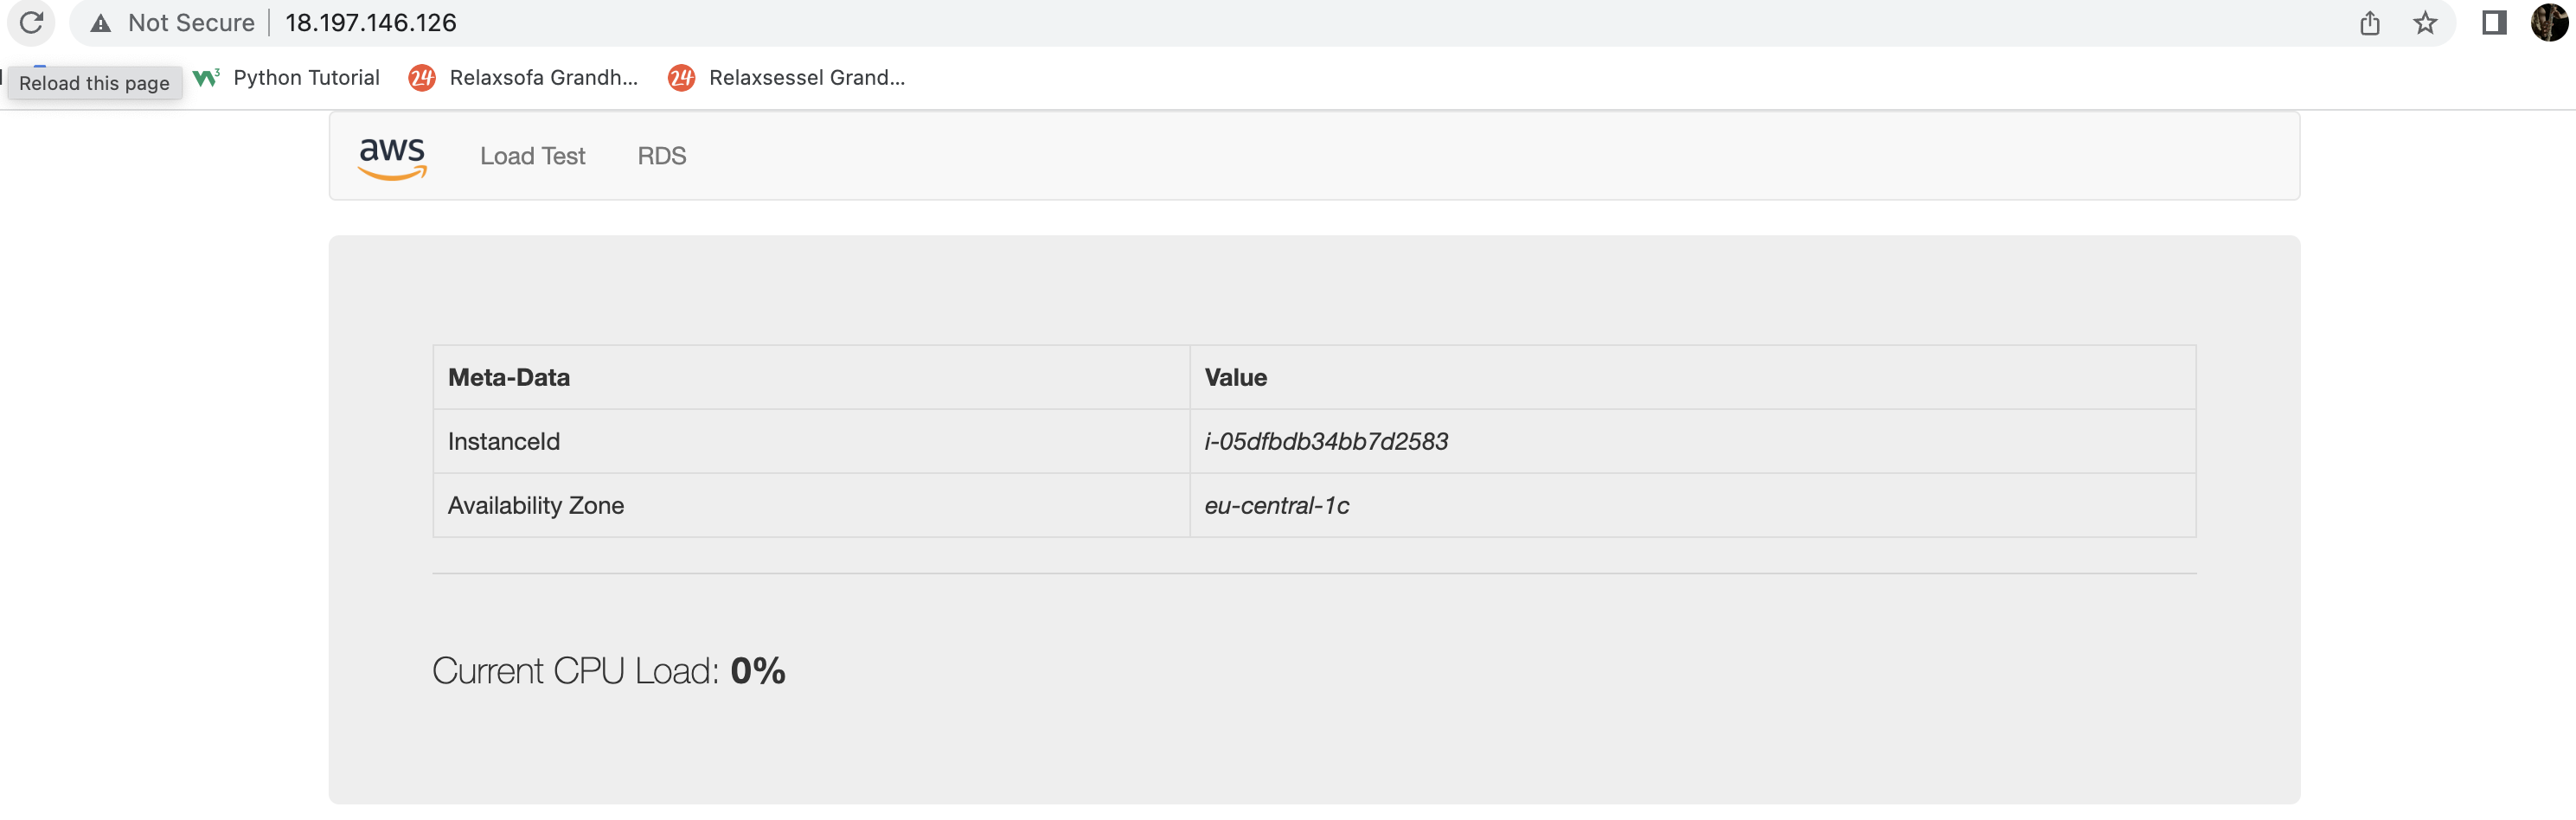 Not Secure | 18.197.146.126
Reload this page
Python Tutorial
Relaxsofa Grandh...
Relaxsessel Grand...
aws Load Test RDS
Meta-Data Value
InstanceId i-05dfbdb34bb7d2583
Availability Zone eu-central-1c
Current CPU Load: 0%